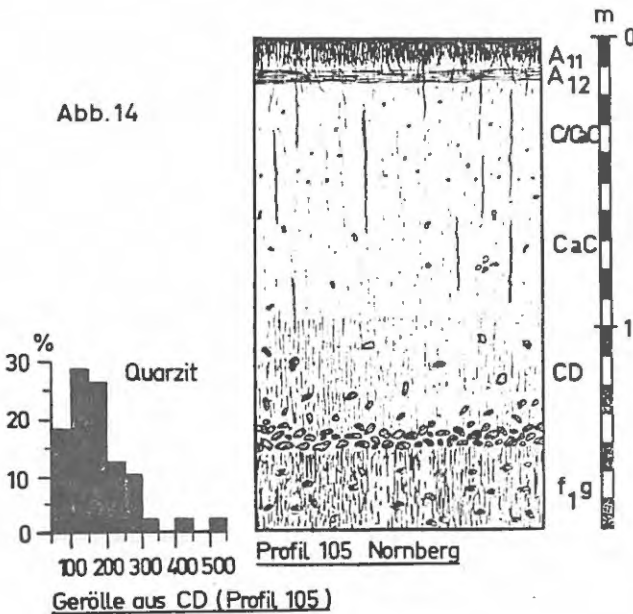 Abb. 14
m
0
A11
A12
C/CaC
CaC
1
CD
f1g
Profil 105 Nornberg
%
30
20
10
0
Quarzit
100 200 300 400 500
Gerölle aus CD (Profil 105)